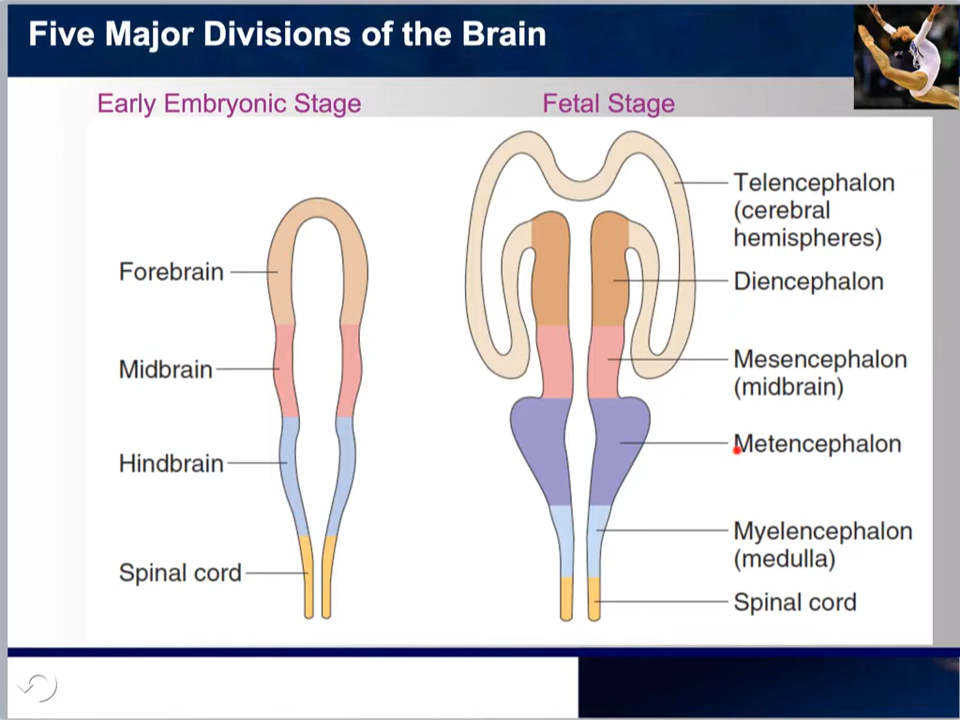 Five Major Divisions of the Brain
Early Embryonic Stage
Fetal Stage
Forebrain
Midbrain
Hindbrain
Spinal cord
Telencephalon
(cerebral
hemispheres)
Diencephalon
Mesencephalon
(midbrain)
Metencephalon
Myelencephalon
(medulla)
Spinal cord